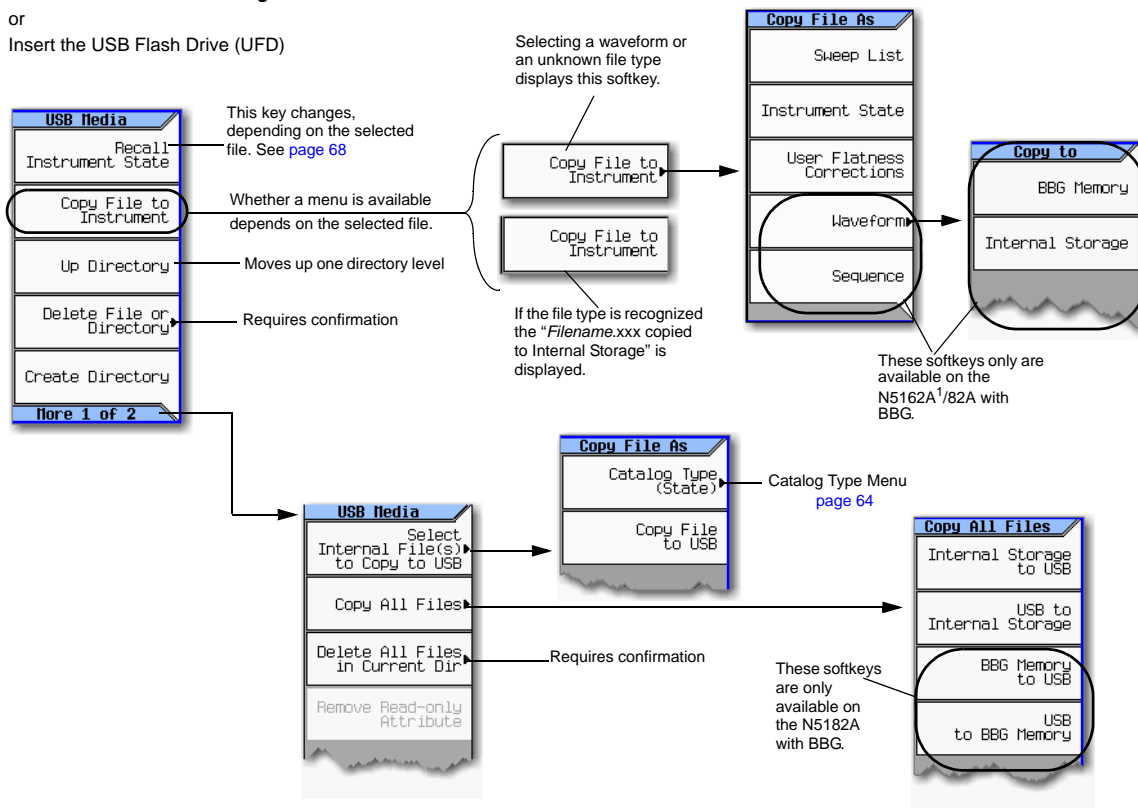 or
Insert the USB Flash Drive (UFD)
USB Media
Recall
Instrument State
Copy File to
Instrument
Up Directory
Delete File or
Directory
Create Directory
More 1 of 2
This key changes,
depending on the selected
file. See page 68
Whether a menu is available
depends on the selected file.
Moves up one directory level
Requires confirmation
Selecting a waveform or
an unknown file type
displays this softkey.
Copy File to
Instrument
Copy File to
Instrument
If the file type is recognized
the “Filename.xxx copied
to Internal Storage” is
displayed.
Copy File As
Sweep List
Instrument State
User Flatness
Corrections
Waveform
Sequence
Copy to
BBG Memory
Internal Storage
These softkeys only are
available on the
N5162A1/82A with
BBG.
USB Media
Select
Internal File(s)
to Copy to USB
Copy All Files
Delete All Files
in Current Dir
Remove Read-only
Attribute
Requires confirmation
Copy File As
Catalog Type
(State)
Copy File
to USB
Catalog Type Menu
page 64
Copy All Files
Internal Storage
to USB
USB to
Internal Storage
BBG Memory
to USB
USB
to BBG Memory
These softkeys
are only
available on
the N5182A
with BBG.